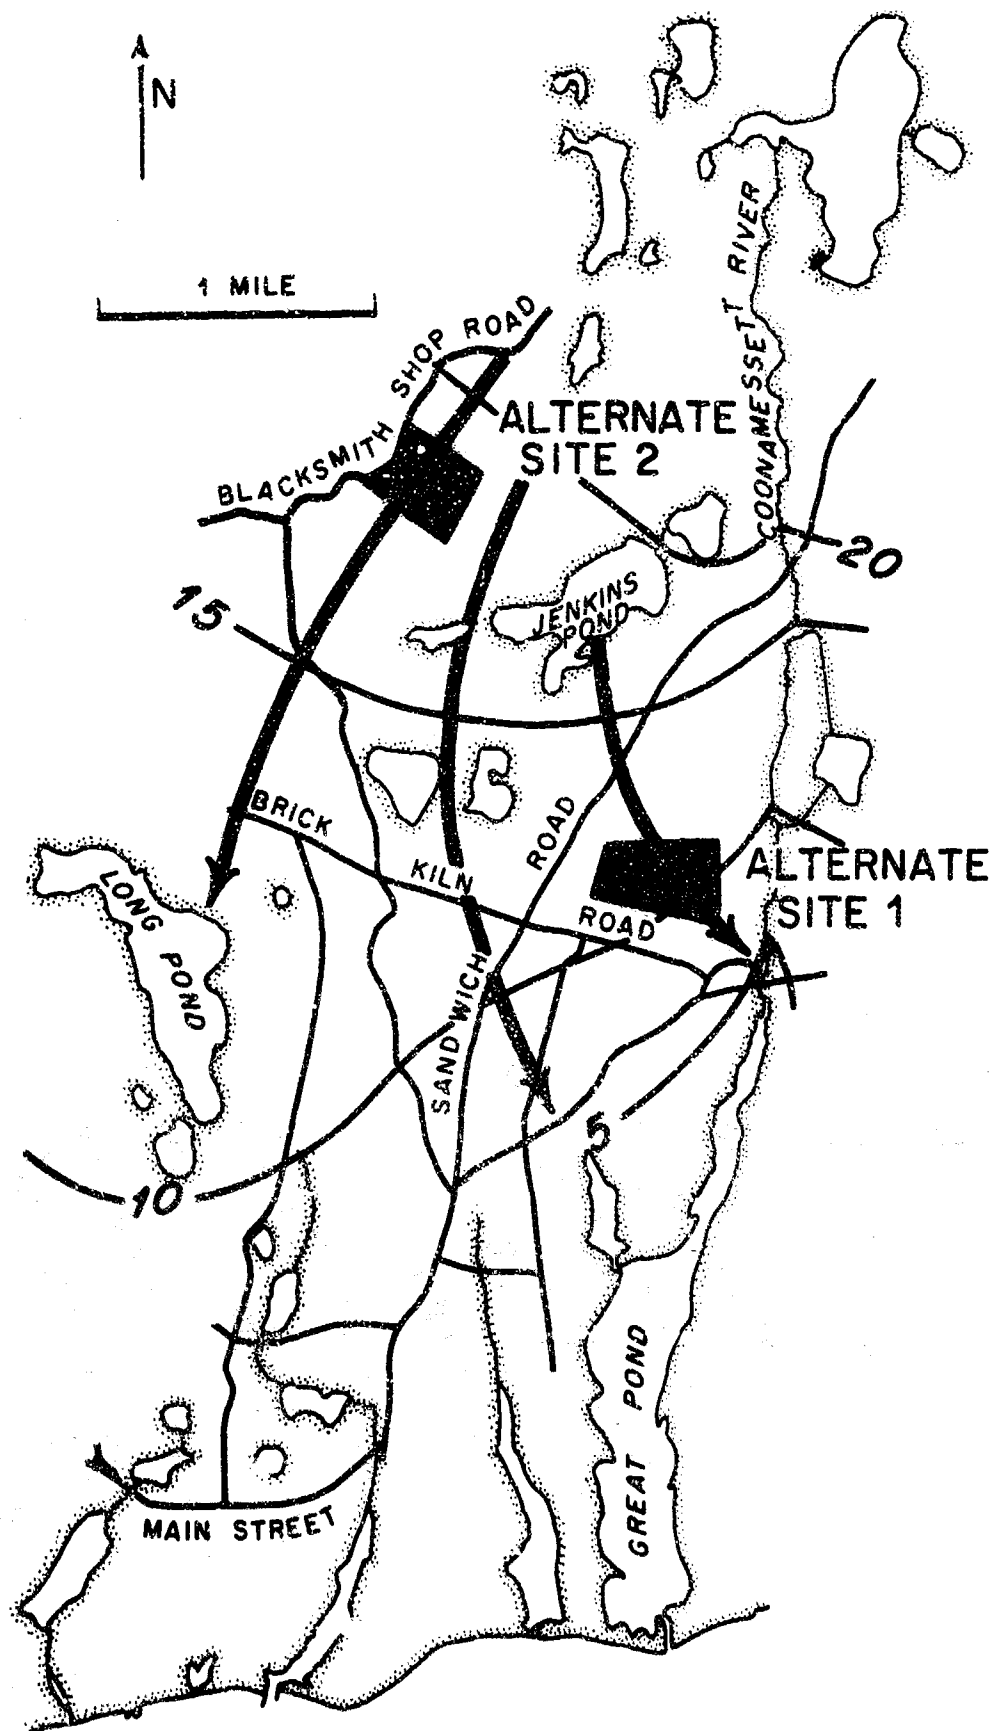 N
1 MILE
BLACKSMITH SHOP ROAD
COONAMESSETT RIVER
ALTERNATE
SITE 2
20
15
JENKINS
POND
BRICK KILN ROAD
SANDWICH ROAD
ALTERNATE
SITE 1
LONG POND
5
10
GREAT POND
MAIN STREET